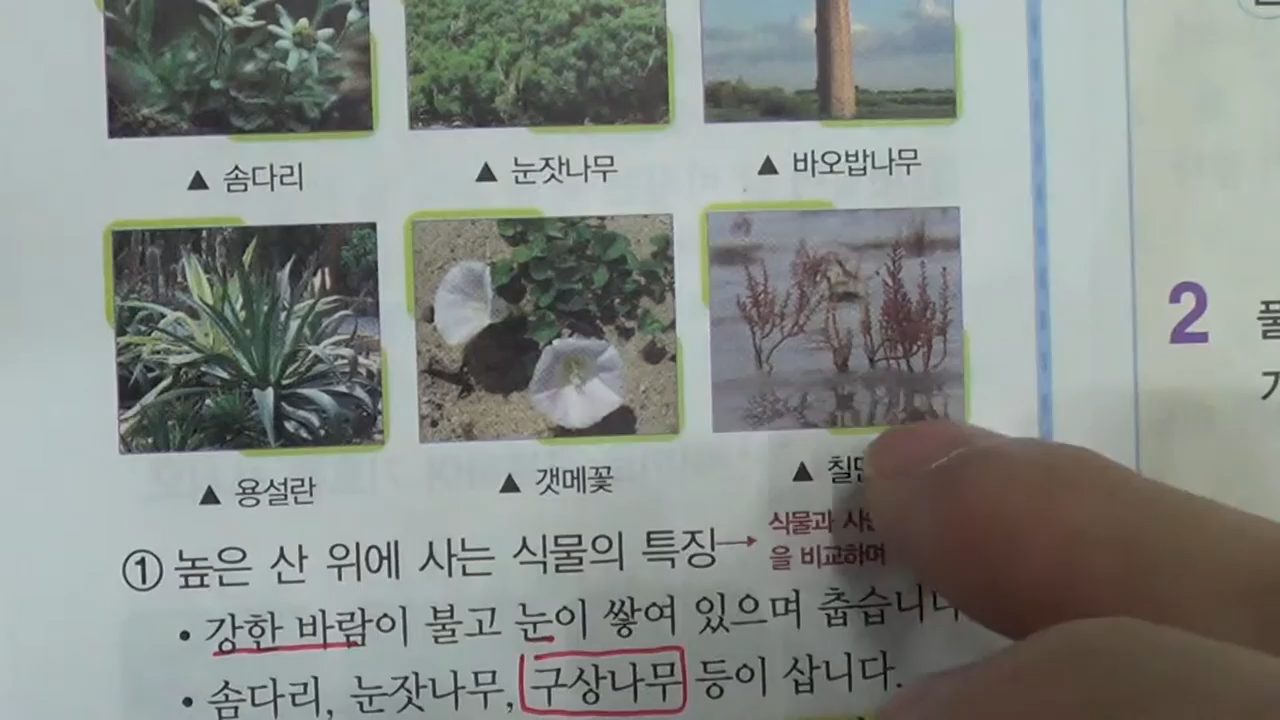 ▲ 솜다리
▲ 눈잣나무
▲ 바오밥나무
▲ 용설란
▲ 갯메꽃
▲
① 높은 산 위에 사는 식물의 특징→
식물과
을 비교하며
• 강한 바람이 불고 눈이 쌓여 있으며 춥습니다
• 솜다리, 눈잣나무, 구상나무 등이 삽니다.
2